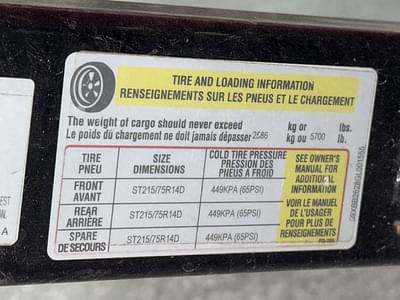 TIRE AND LOADING INFORMATION
RENSEIGNEMENTS SUR LES PNEUS ET LE CHARGEMENT
The weight of cargo should never exceed kg or lbs.
Le poids du chargement ne doit jamais dépasser 2586 kg ou 5700 lb.
TIRE PNEU
SIZE DIMENSIONS
COLD TIRE PRESSURE PRESSION DES PNEUS A FROID
SEE OWNER'S MANUAL FOR ADDITIONAL INFORMATION
VOIR LE MANUEL DE L'USAGER POUR PLUS DE RENSEIGNEMENTS
FRONT AVANT ST215/75R14D 449KPA (65PSI)
REAR ARRIÈRE ST215/75R14D 449KPA (65PSI)
SPARE DE SECOURS ST215/75R14D 449KPA (65PSI)
EST
ON.
A